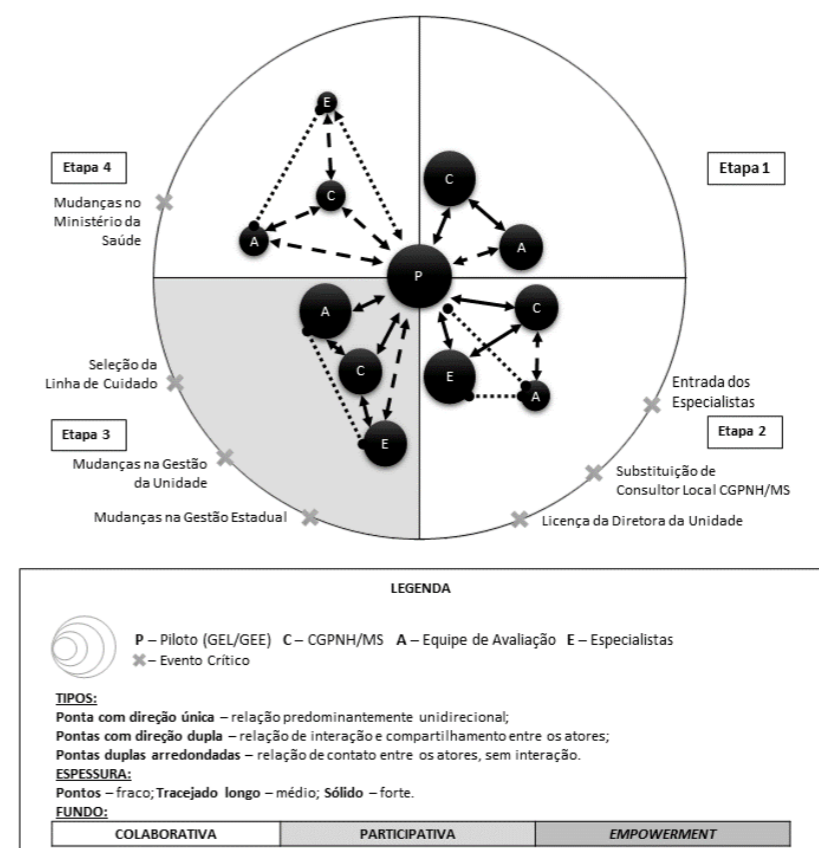 E
Etapa 4
C
Mudanças no
Ministério da
Saúde
A
Etapa 1
C
A
P
A
C
E
Seleção da
Linha de Cuidado
Etapa 3
Mudanças na Gestão
da Unidade
Mudanças na Gestão Estadual
C
E
A
Entrada dos
Especialistas
Etapa 2
Substituição de
Consultor Local CGPNH/MS
Licença da Diretora da Unidade
LEGENDA
P – Piloto (GEL/GEE) C – CGPNH/MS A – Equipe de Avaliação E – Especialistas
– Evento Crítico
TIPOS:
Ponta com direção única – relação predominantemente unidirecional;
Pontas com direção dupla – relação de interação e compartilhamento entre os atores;
Pontas duplas arredondadas – relação de contato entre os atores, sem interação.
ESPESSURA:
Pontos – fraco; Tracejado longo – médio; Sólido – forte.
FUNDO:
COLABORATIVA PARTICIPATIVA EMPOWERMENT